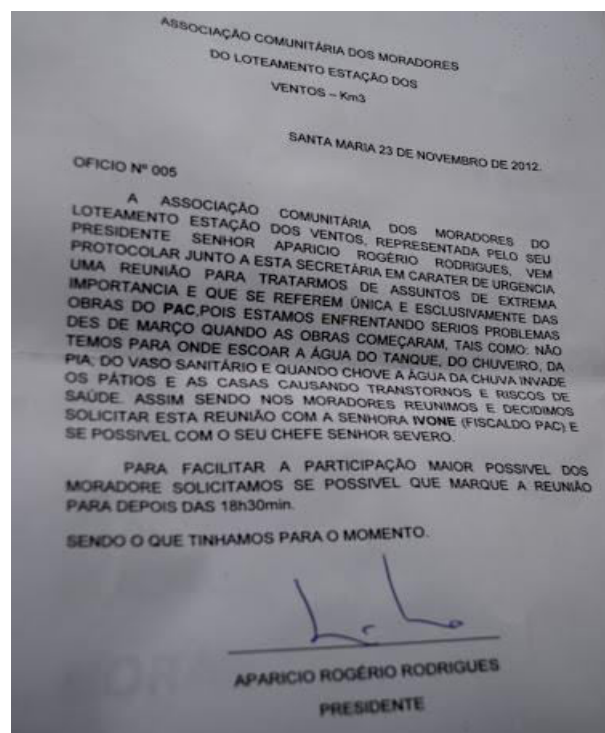 ASSOCIAÇÃO COMUNITÁRIA DOS MORADORES
DO LOTEAMENTO ESTAÇÃO DOS
VENTOS – Km3
SANTA MARIA 23 DE NOVEMBRO DE 2012.
OFICIO Nº 005
A ASSOCIAÇÃO COMUNITÁRIA DOS MORADORES DO
LOTEAMENTO ESTAÇÃO DOS VENTOS, REPRESENTADA PELO SEU
PRESIDENTE SENHOR APARICIO ROGÉRIO RODRIGUES, VEM
PROTOCOLAR JUNTO A ESTA SECRETÁRIA EM CARATER DE URGENCIA
UMA REUNIÃO PARA TRATARMOS DE ASSUNTOS DE EXTREMA
IMPORTANCIA E QUE SE REFEREM ÚNICA E ESCLUSIVAMENTE DAS
OBRAS DO PAC,POIS ESTAMOS ENFRENTANDO SERIOS PROBLEMAS
DES DE MARÇO QUANDO AS OBRAS COMEÇARAM, TAIS COMO: NÃO
TEMOS PARA ONDE ESCOAR A ÁGUA DO TANQUE, DO CHUVEIRO, DA
PIA; DO VASO SANITÁRIO E QUANDO CHOVE A ÁGUA DA CHUVA INVADE
OS PÁTIOS E AS CASAS CAUSANDO TRANSTORNOS E RISCOS DE
SAÚDE. ASSIM SENDO NOS MORADORES REUNIMOS E DECIDIMOS
SOLICITAR ESTA REUNIÃO COM A SENHORA IVONE (FISCALDO PAC) E
SE POSSIVEL COM O SEU CHEFE SENHOR SEVERO.
PARA FACILITAR A PARTICIPAÇÃO MAIOR POSSIVEL DOS
MORADORE SOLICITAMOS SE POSSIVEL QUE MARQUE A REUNIÃO
PARA DEPOIS DAS 18h30min.
SENDO O QUE TINHAMOS PARA O MOMENTO.
APARICIO ROGÉRIO RODRIGUES
PRESIDENTE